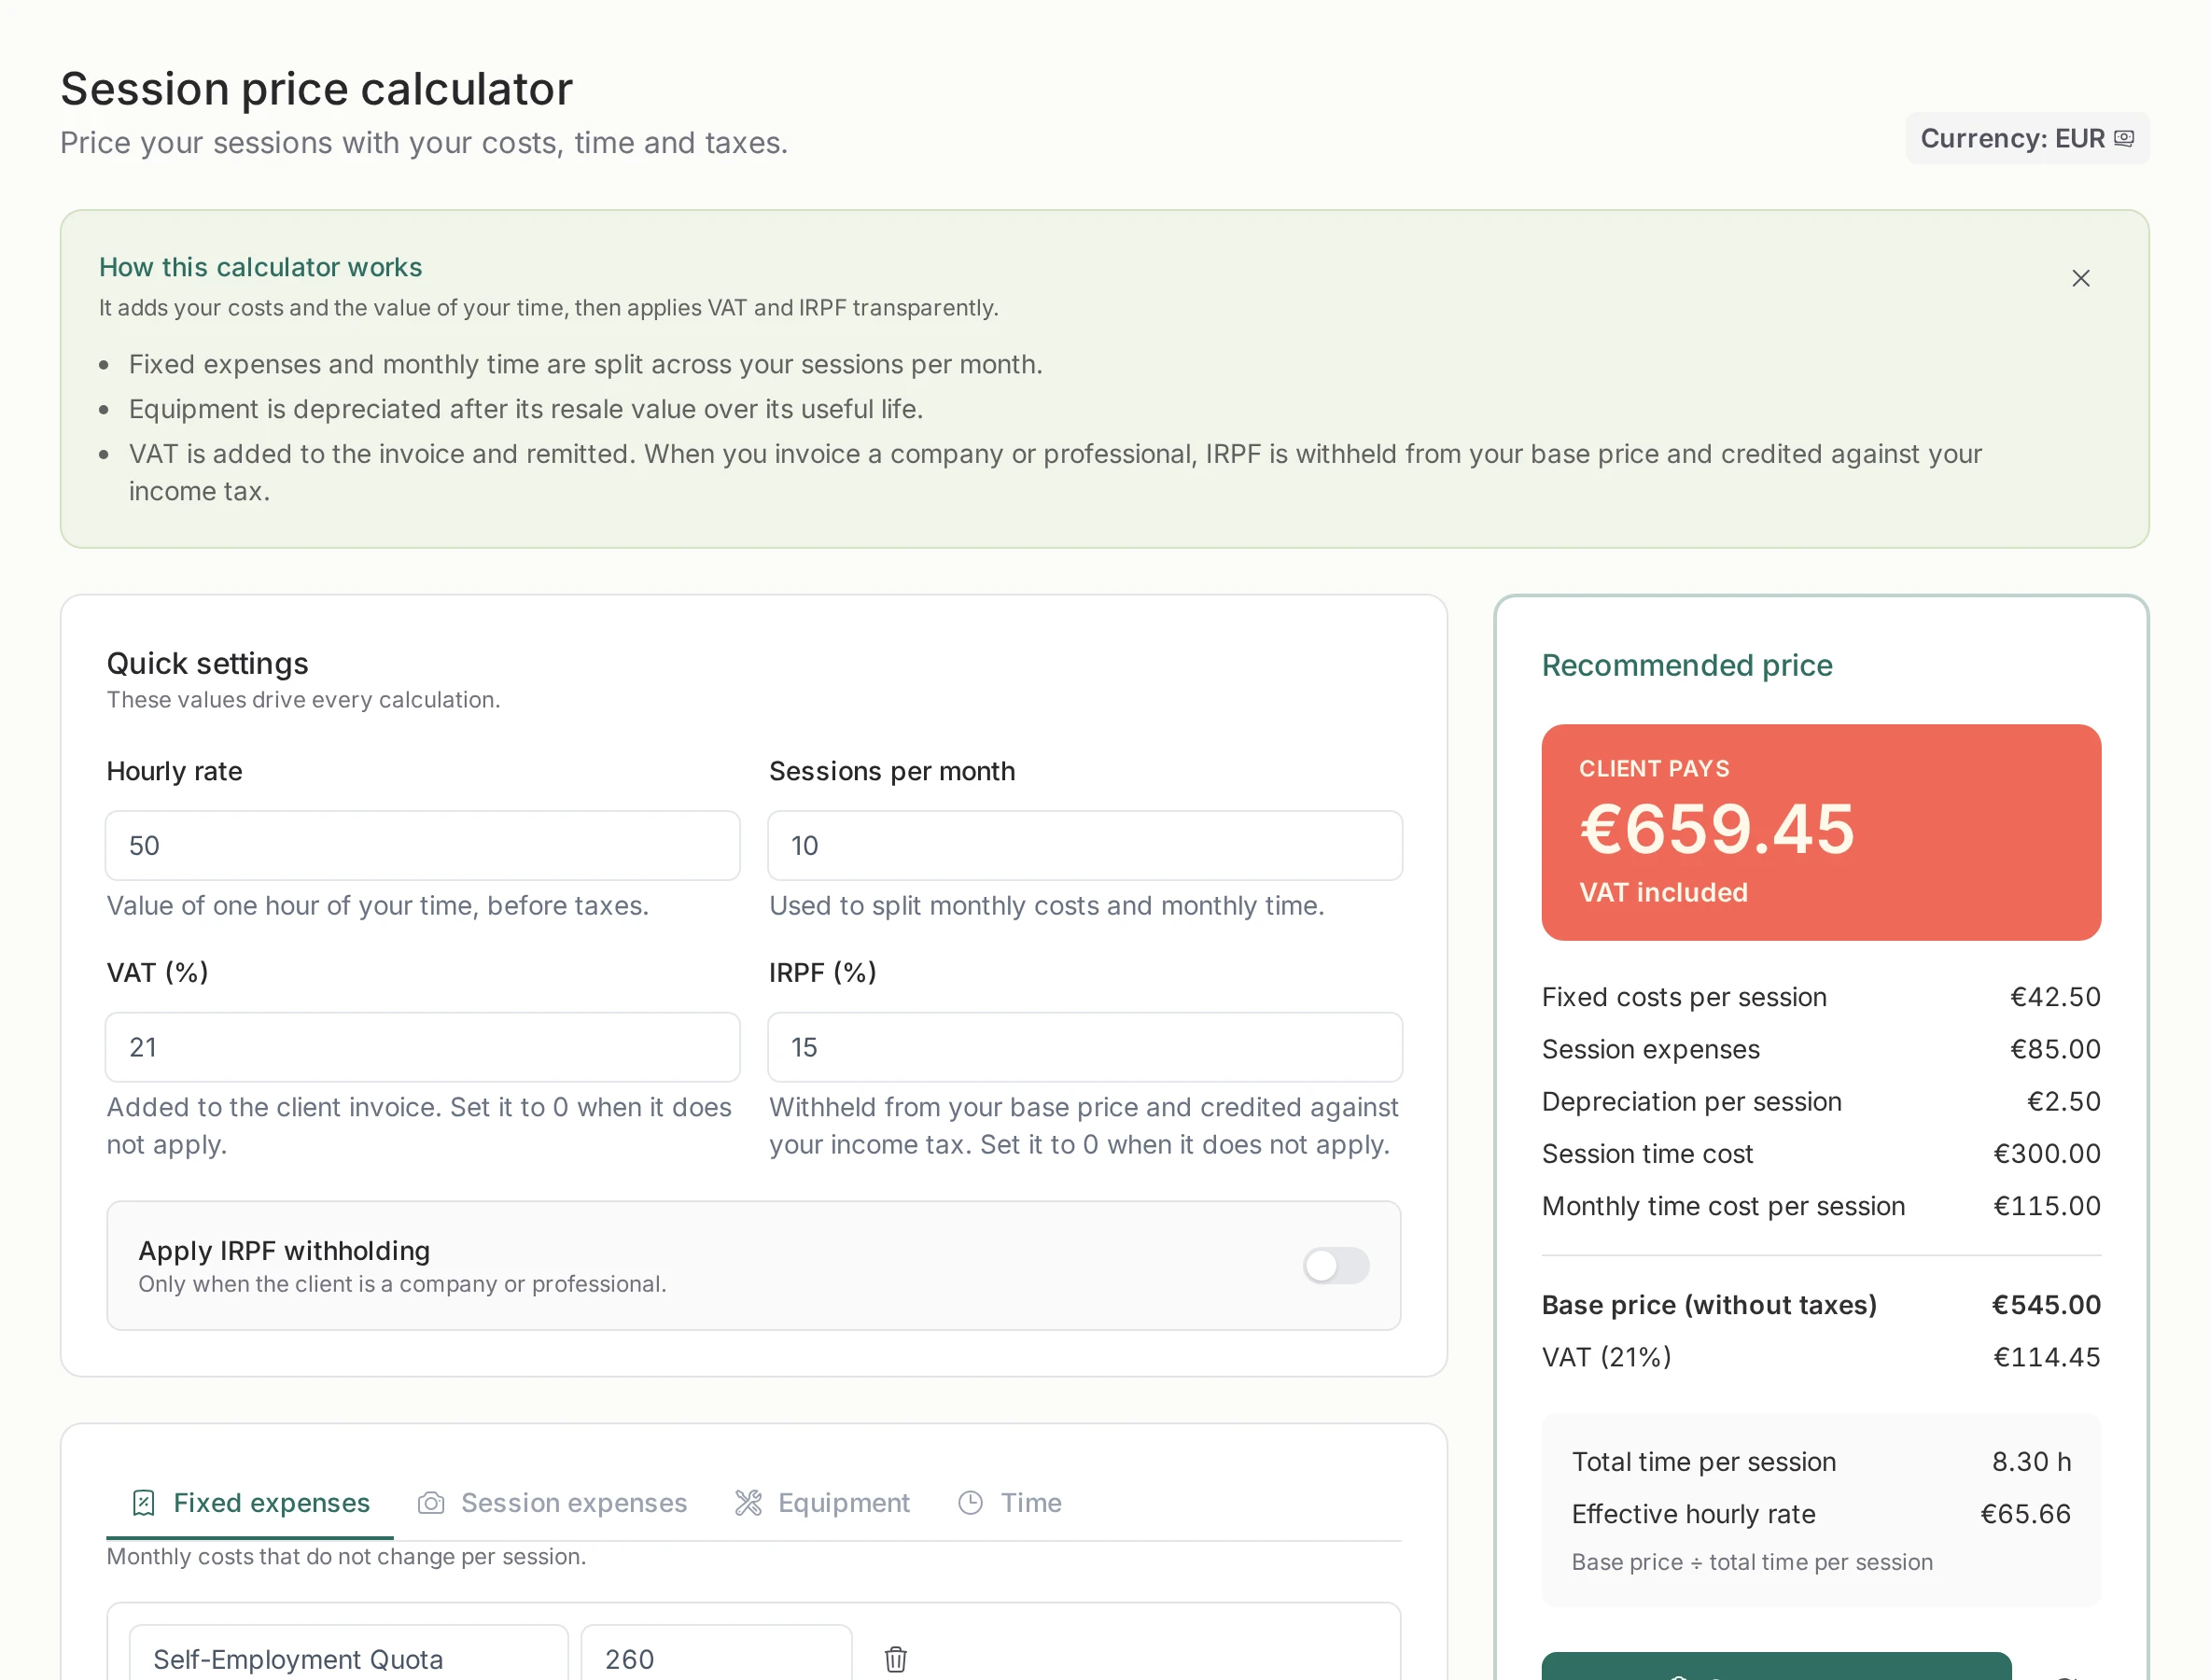 Session price calculator
Price your sessions with your costs, time and taxes.
Currency: EUR
How this calculator works
It adds your costs and the value of your time, then applies VAT and IRPF transparently.
Fixed expenses and monthly time are split across your sessions per month.
Equipment is depreciated after its resale value over its useful life.
VAT is added to the invoice and remitted. When you invoice a company or professional, IRPF is withheld from your base price and credited against your
income tax.
Quick settings
These values drive every calculation.
Hourly rate
50
Value of one hour of your time, before taxes.
Sessions per month
10
Used to split monthly costs and monthly time.
VAT (%)
21
Added to the client invoice. Set it to 0 when it does
not apply.
IRPF (%)
15
Withheld from your base price and credited against
your income tax. Set it to 0 when it does not apply.
Apply IRPF withholding
Only when the client is a company or professional.
Fixed expenses Session expenses Equipment Time
Monthly costs that do not change per session.
Self-Employment Quota 260
Recommended price
CLIENT PAYS
€659.45
VAT included
Fixed costs per session €42.50
Session expenses €85.00
Depreciation per session €2.50
Session time cost €300.00
Monthly time cost per session €115.00
Base price (without taxes) €545.00
VAT (21%) €114.45
Total time per session 8.30 h
Effective hourly rate €65.66
Base price ÷ total time per session